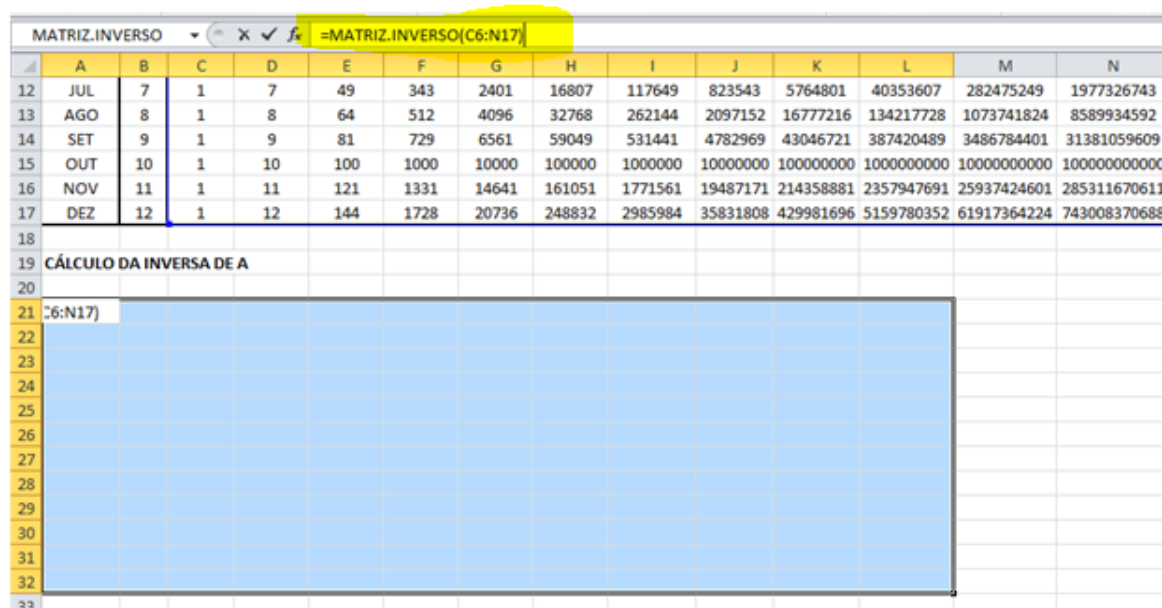 MATRIZ.INVERSO fx =MATRIZ.INVERSO(C6:N17)
A B C D E F G H I J K L M N
12 JUL 7 1 7 49 343 2401 16807 117649 823543 5764801 40353607 282475249 1977326743
13 AGO 8 1 8 64 512 4096 32768 262144 2097152 16777216 134217728 1073741824 8589934592
14 SET 9 1 9 81 729 6561 59049 531441 4782969 43046721 387420489 3486784401 31381059609
15 OUT 10 1 10 100 1000 10000 100000 1000000 10000000 100000000 1000000000 10000000000 100000000000
16 NOV 11 1 11 121 1331 14641 161051 1771561 19487171 214358881 2357947691 25937424601 285311670611
17 DEZ 12 1 12 144 1728 20736 248832 2985984 35831808 429981696 5159780352 61917364224 743008370688
18
19 CÁLCULO DA INVERSA DE A
20
21 C6:N17)
22
23
24
25
26
27
28
29
30
31
32
33